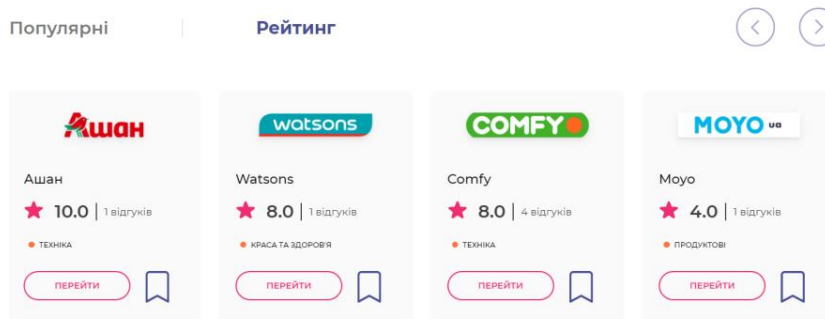 Популярні
Рейтинг
Ашан
watsons
COMFY
MOYO ua
Ашан
Watsons
Comfy
Moyo
10.0 | 1 відгуків
8.0 | 1 відгуків
8.0 | 4 відгуків
4.0 | 1 відгуків
ТЕХНІКА
КРАСА ТА ЗДОРОВ'Я
ТЕХНІКА
ПРОДУКТОВІ
ПЕРЕЙТИ
ПЕРЕЙТИ
ПЕРЕЙТИ
ПЕРЕЙТИ